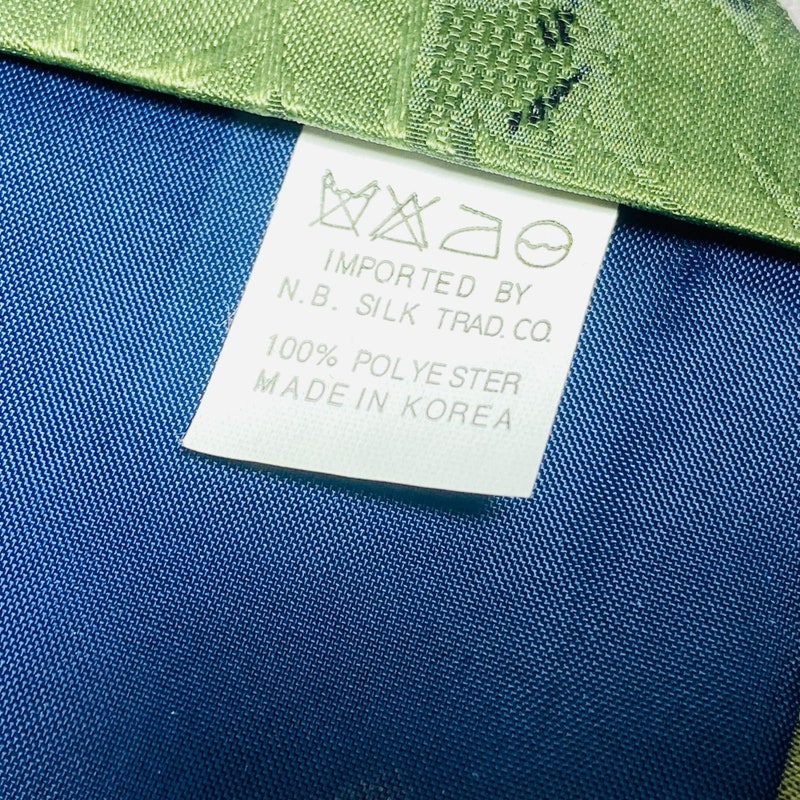 IMPORTED BY
N.B. SILK TRAD. CO.
100% POLYESTER
MADE IN KOREA